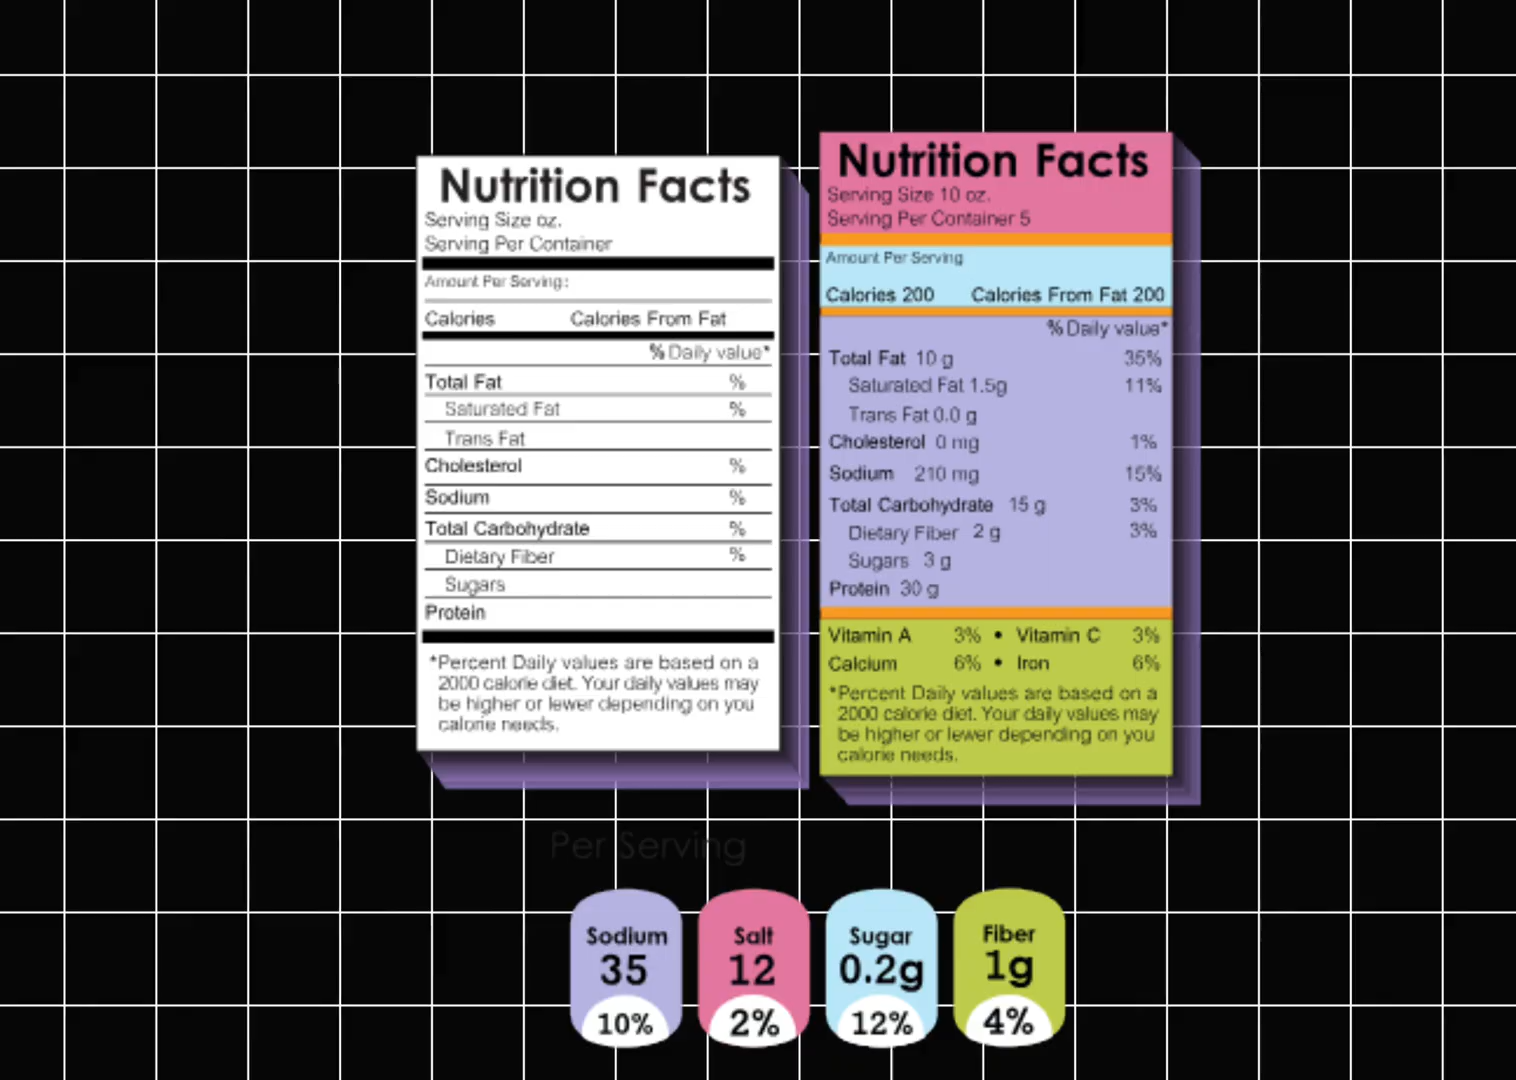 Nutrition Facts
Serving Size oz.
Serving Per Container
Amount Per Serving:
Calories Calories From Fat
% Daily value*
Total Fat %
Saturated Fat %
Trans Fat
Cholesterol %
Sodium %
Total Carbohydrate %
Dietary Fiber %
Sugars
Protein
*Percent Daily values are based on a
2000 calorie diet. Your daily values may
be higher or lewer depending on you
calorie needs.
Nutrition Facts
Serving Size 10 oz.
Serving Per Container 5
Amount Per Serving
Calories 200 Calories From Fat 200
% Daily value*
Total Fat 10 g 35%
Saturated Fat 1.5g 11%
Trans Fat 0.0 g
Cholesterol 0 mg 1%
Sodium 210 mg 15%
Total Carbohydrate 15 g 3%
Dietary Fiber 2 g 3%
Sugars 3 g
Protein 30 g
Vitamin A 3% • Vitamin C 3%
Calcium 6% • Iron 6%
*Percent Daily values are based on a
2000 calorie diet. Your daily values may
be higher or lewer depending on you
calorie needs.
Per Serving
Sodium
35
10%
Salt
12
2%
Sugar
0.2g
12%
Fiber
1g
4%